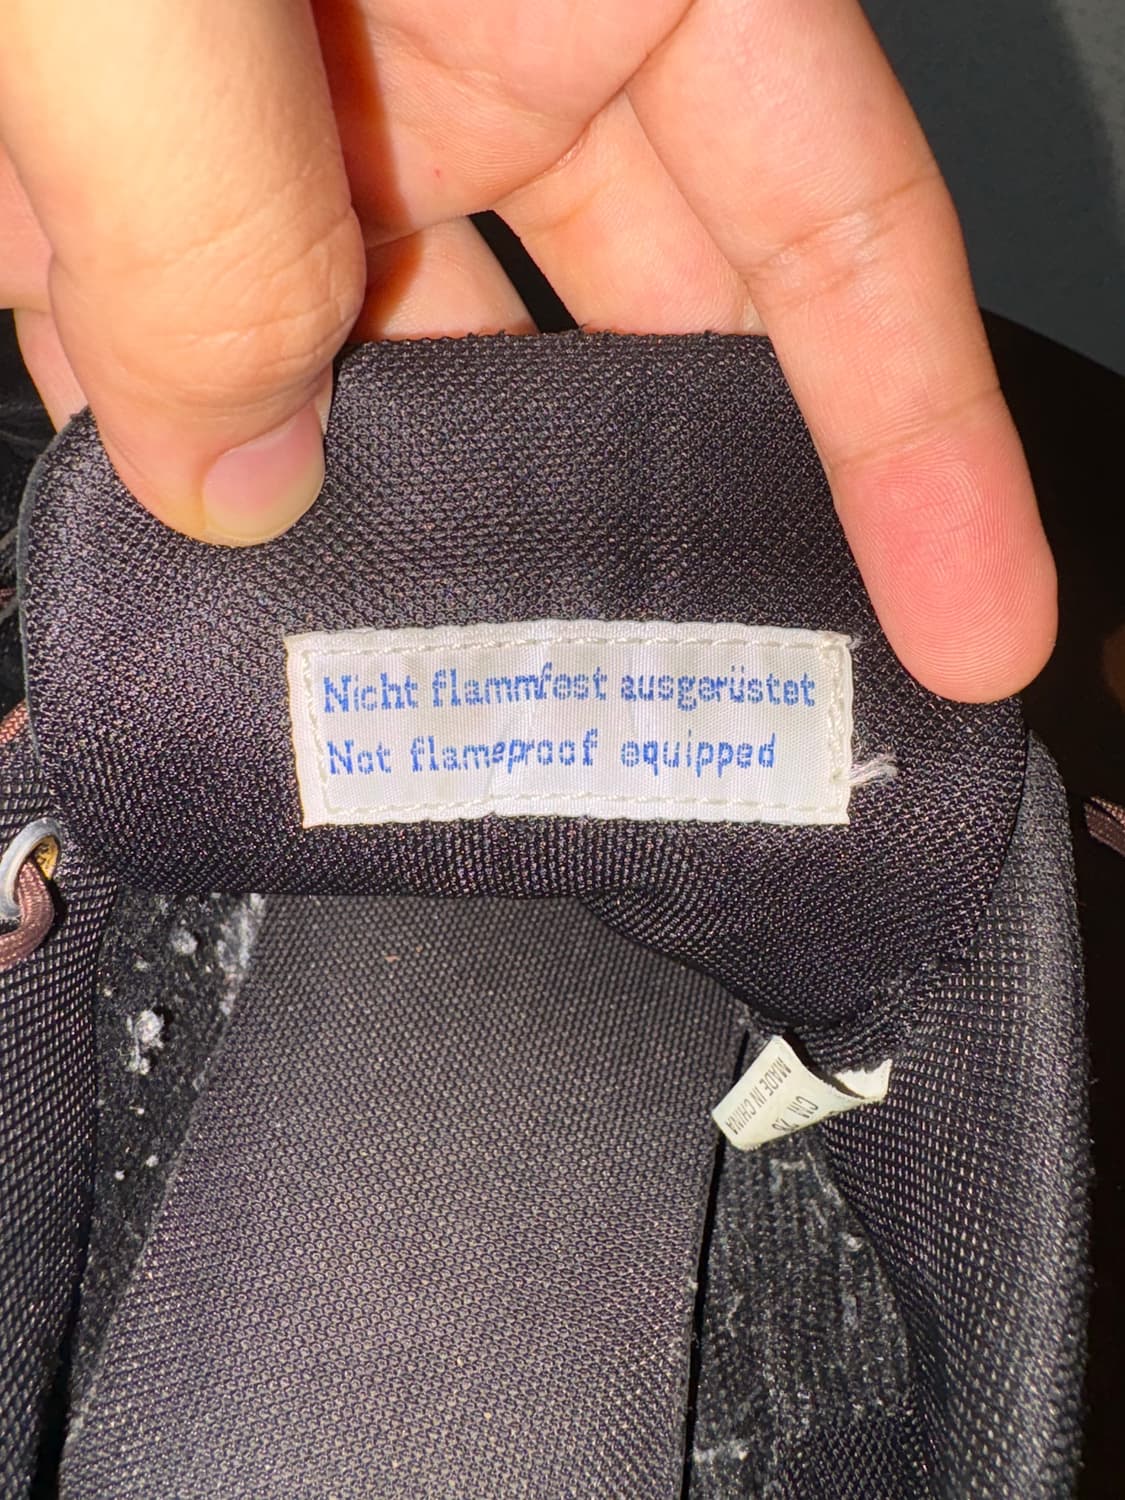 Nicht flammfest ausgerüstet
Not flameproof equipped
MADE IN CHINA